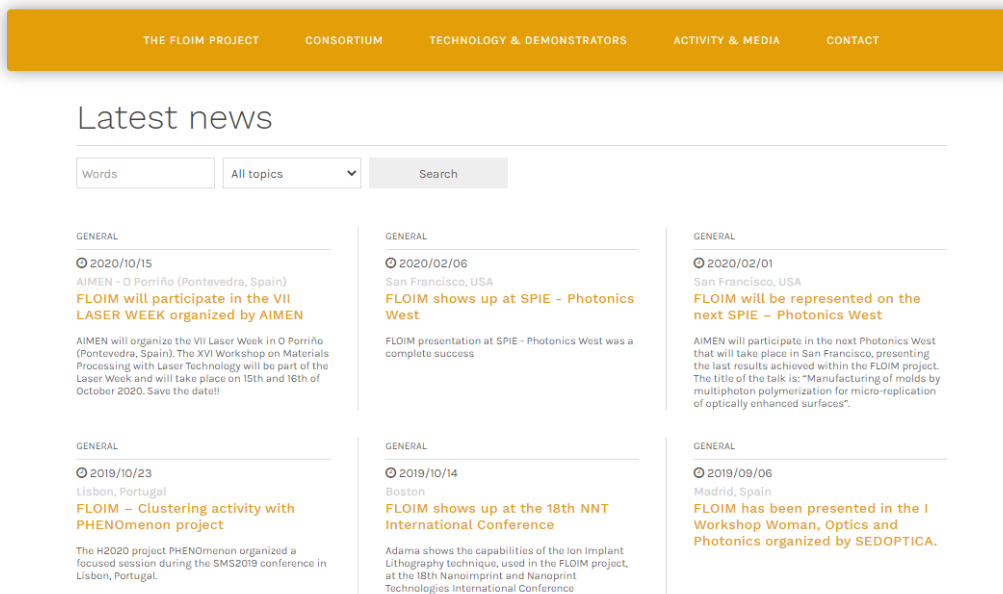 THE FLOIM PROJECT CONSORTIUM TECHNOLOGY & DEMONSTRATORS ACTIVITY & MEDIA CONTACT
Latest news
Words All topics Search
GENERAL
2020/10/15
AIMEN - O Porriño (Pontevedra, Spain)
FLOIM will participate in the VII
LASER WEEK organized by AIMEN
AIMEN will organize the VII Laser Week in O Porriño
(Pontevedra, Spain). The XVI Workshop on Materials
Processing with Laser Technology will be part of the
Laser Week and will take place on 15th and 16th of
October 2020. Save the date!!
GENERAL
2020/02/06
San Francisco, USA
FLOIM shows up at SPIE - Photonics
West
FLOIM presentation at SPIE - Photonics West was a
complete success
GENERAL
2020/02/01
San Francisco, USA
FLOIM will be represented on the
next SPIE – Photonics West
AIMEN will participate in the next Photonics West
that will take place in San Francisco, presenting
the last results achieved within the FLOIM project.
The title of the talk is: “Manufacturing of molds by
multiphoton polymerization for micro-replication
of optically enhanced surfaces”.
GENERAL
2019/10/23
Lisbon, Portugal
FLOIM – Clustering activity with
PHENOmenon project
The H2020 project PHENOmenon organized a
focused session during the SMS2019 conference in
Lisbon, Portugal.
GENERAL
2019/10/14
Boston
FLOIM shows up at the 18th NNT
International Conference
Adama shows the capabilities of the Ion Implant
Lithography technique, used in the FLOIM project,
at the 18th Nanoimprint and Nanoprint
Technologies International Conference
GENERAL
2019/09/06
Madrid, Spain
FLOIM has been presented in the I
Workshop Woman, Optics and
Photonics organized by SEDOPTICA.